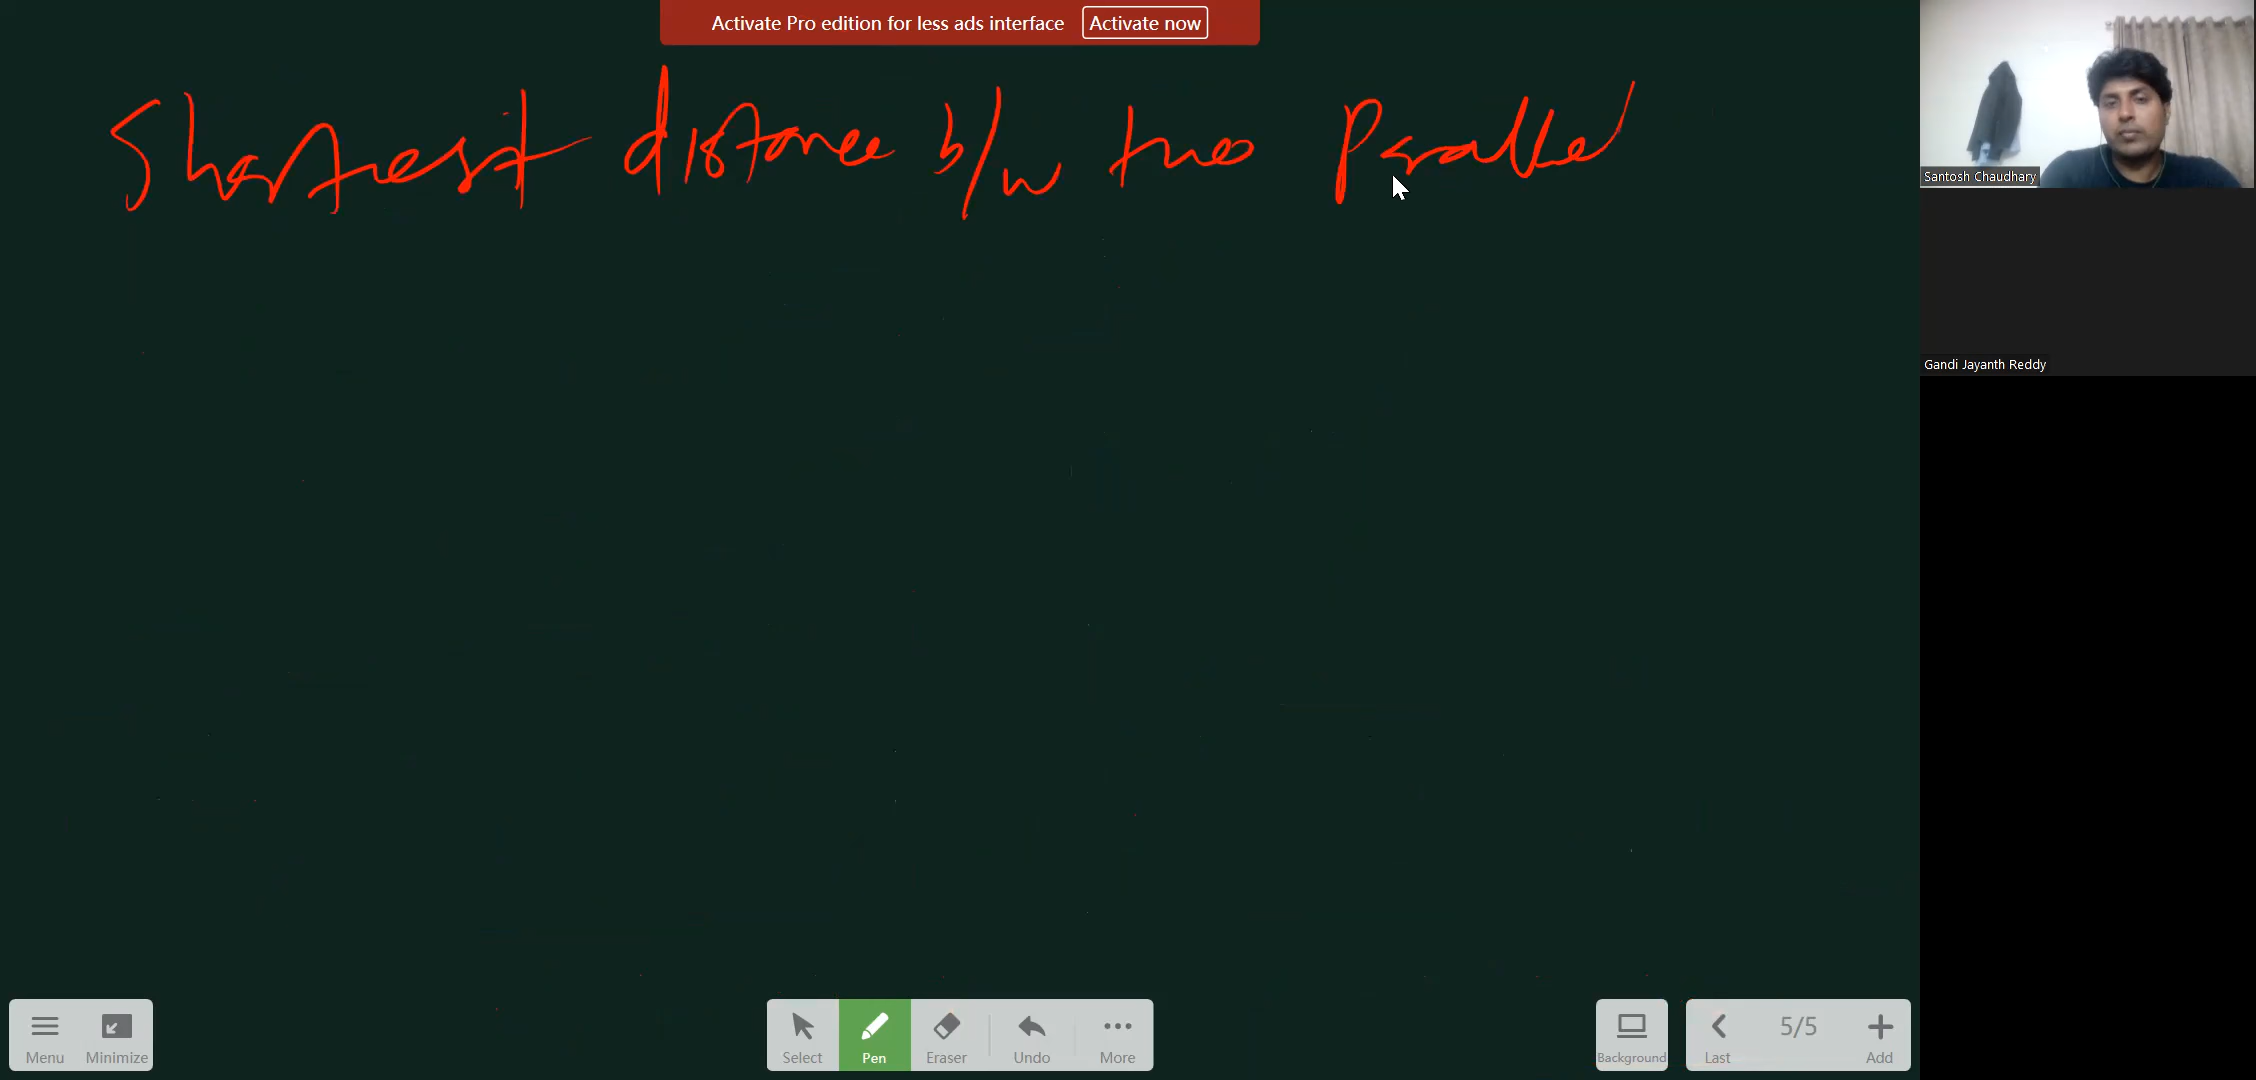 Activate Pro edition for less ads interface Activate now
Shortest distance b/w two Parallel
Santosh Chaudhary
Gandi Jayanth Reddy
Menu Minimize Select Pen Eraser Undo More Background Last 5/5 Add